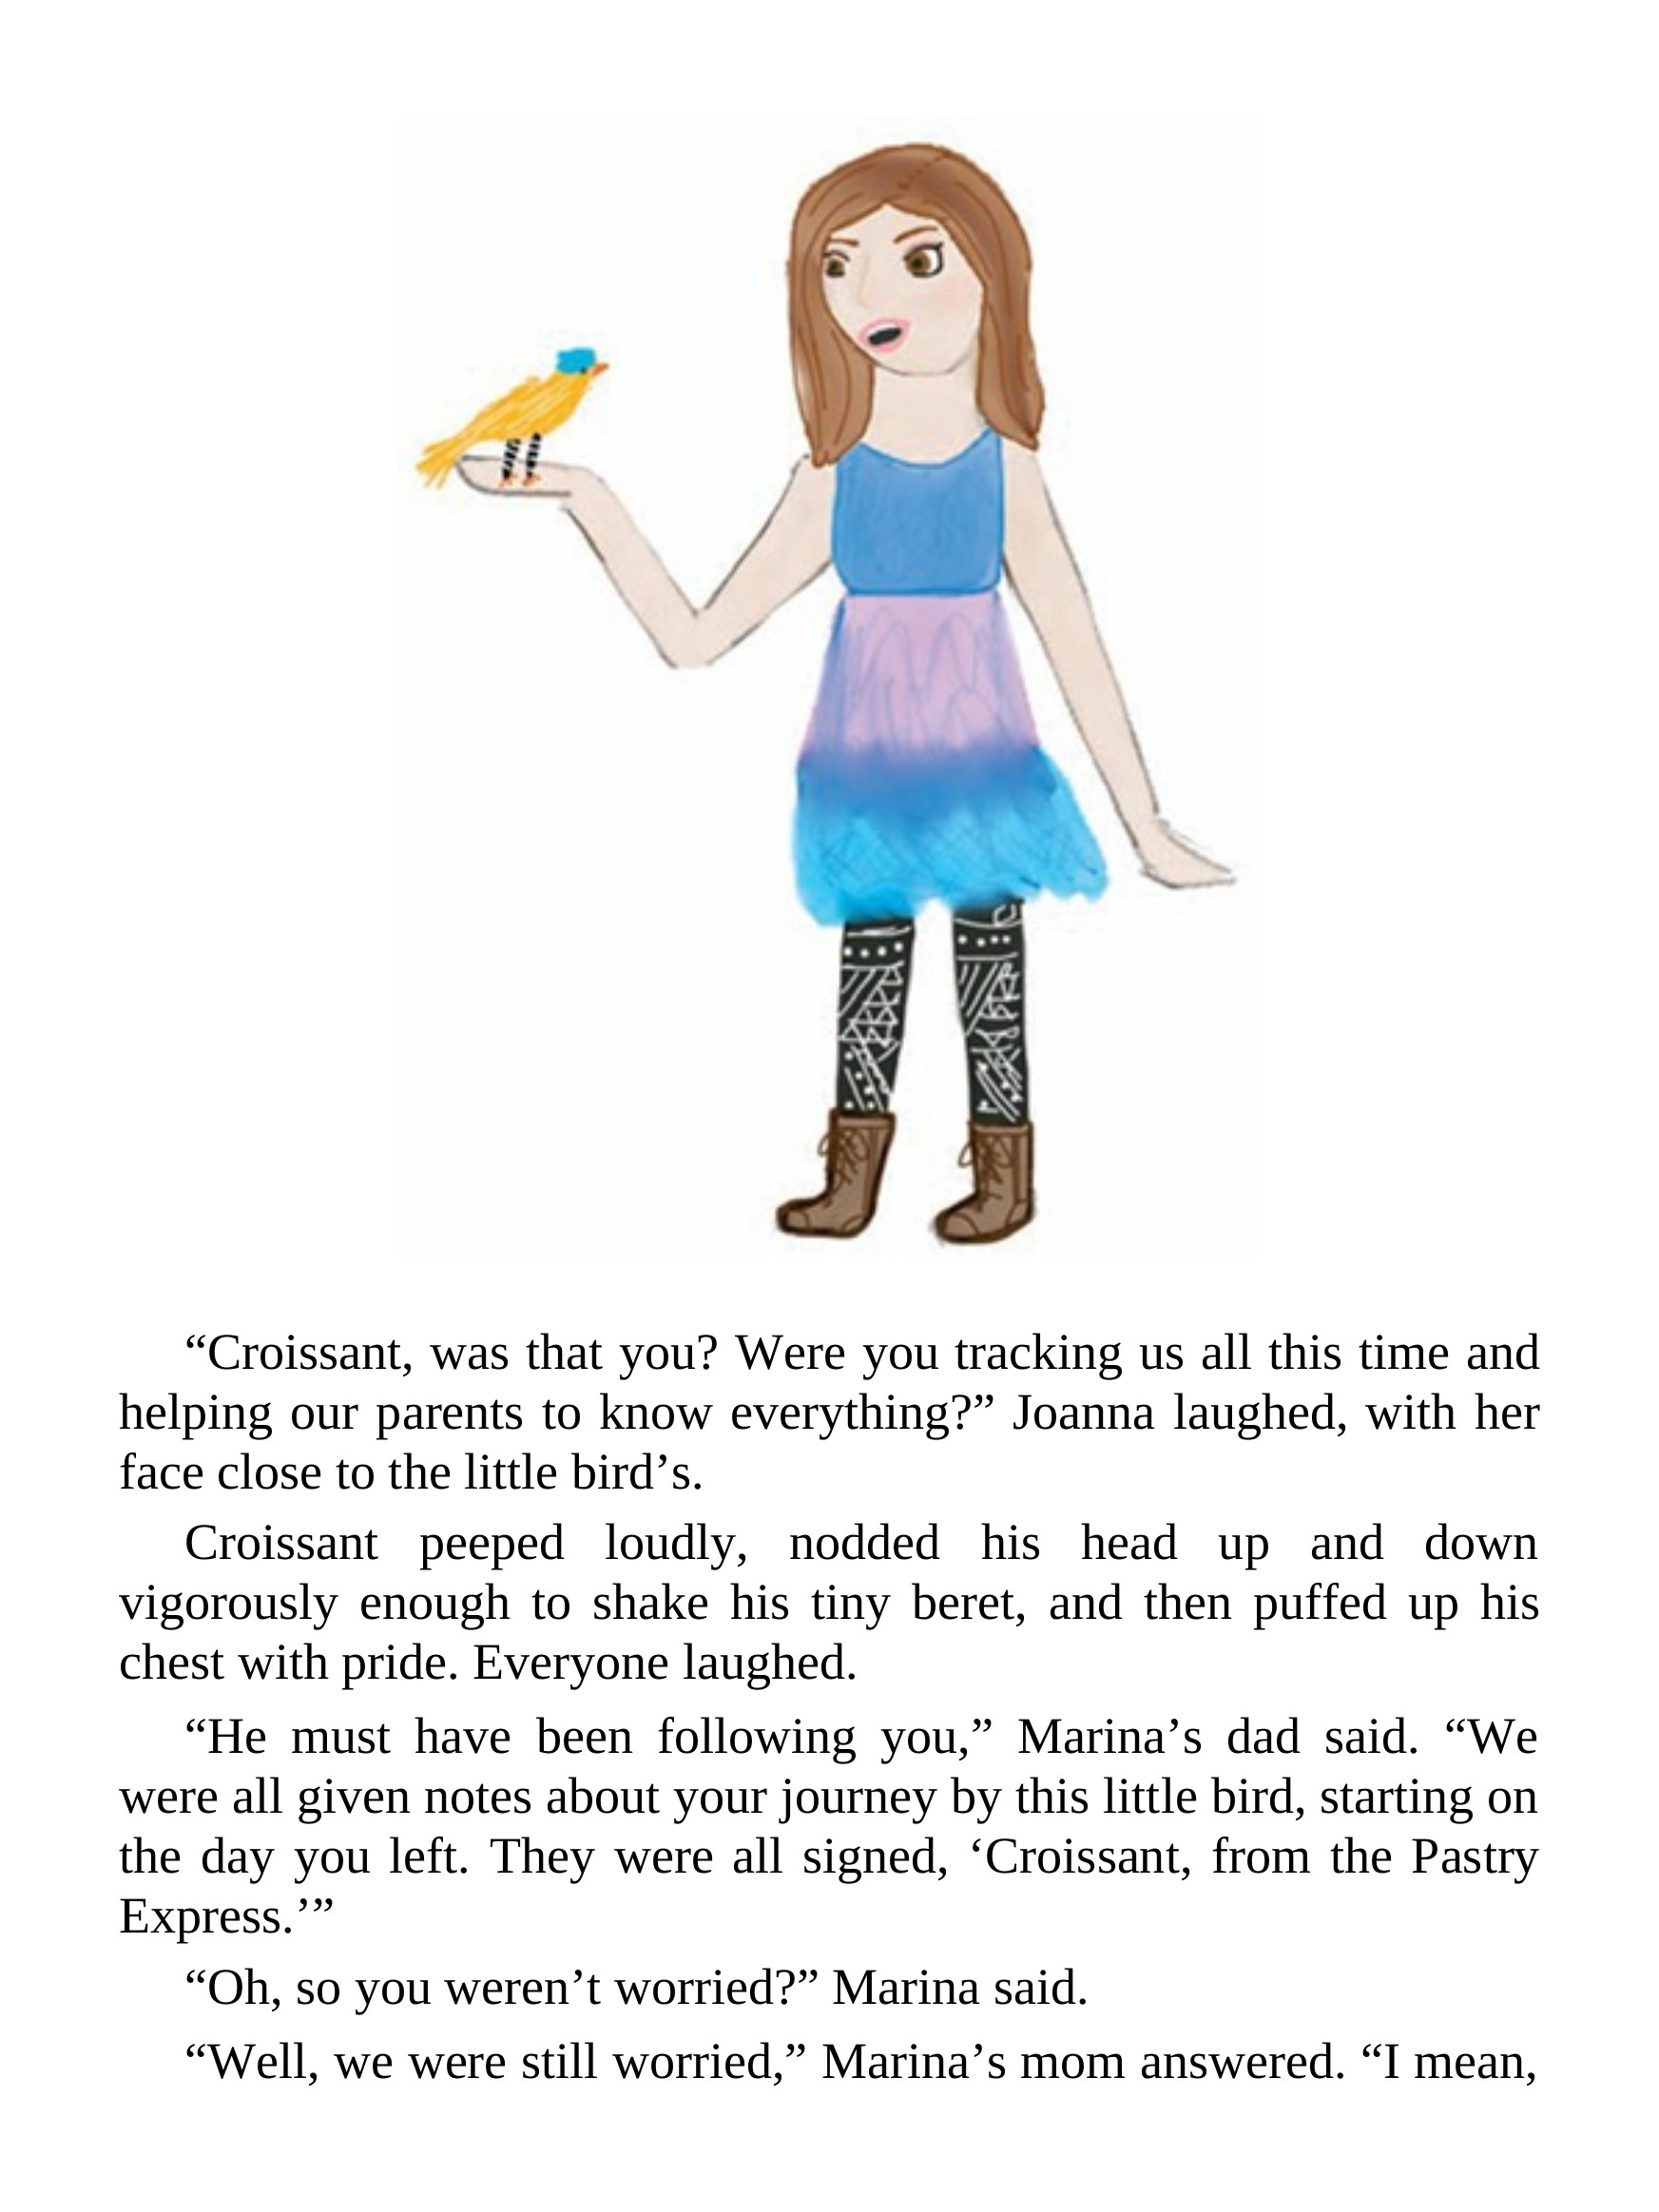 “Croissant, was that you? Were you tracking us all this time and
helping our parents to know everything?” Joanna laughed, with her
face close to the little bird’s.
Croissant peeped loudly, nodded his head up and down
vigorously enough to shake his tiny beret, and then puffed up his
chest with pride. Everyone laughed.
“He must have been following you,” Marina’s dad said. “We
were all given notes about your journey by this little bird, starting on
the day you left. They were all signed, ‘Croissant, from the Pastry
Express.’”
“Oh, so you weren’t worried?” Marina said.
“Well, we were still worried,” Marina’s mom answered. “I mean,